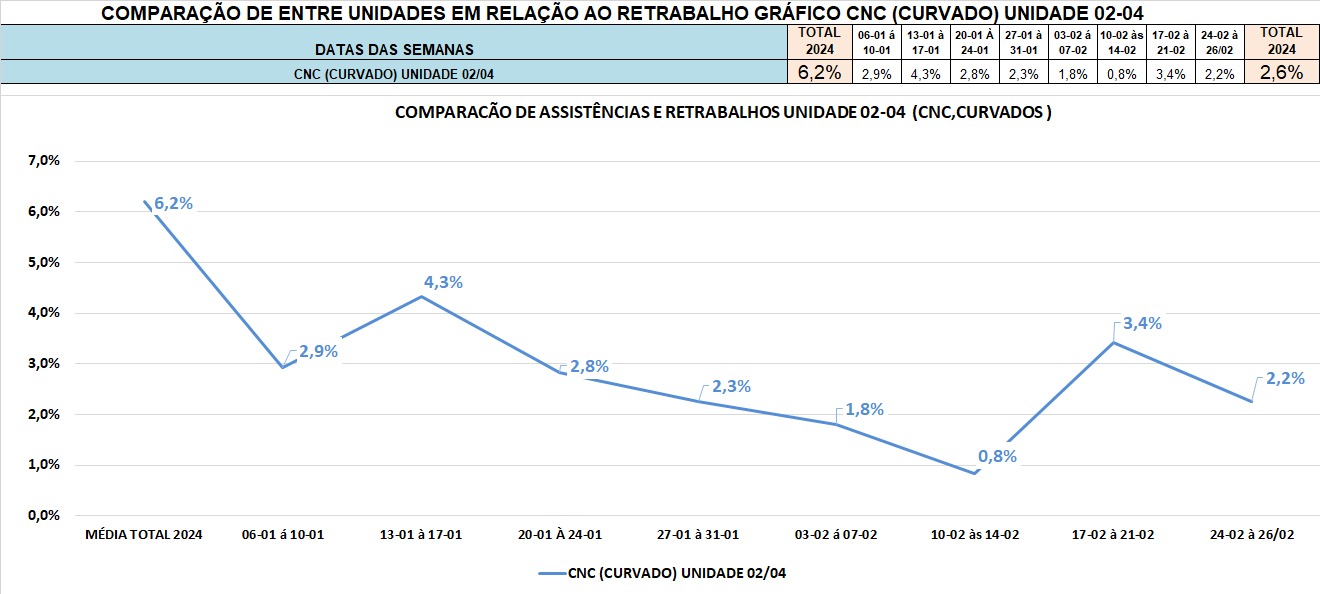 COMPARAÇÃO DE ENTRE UNIDADES EM RELAÇÃO AO RETRABALHO GRÁFICO CNC (CURVADO) UNIDADE 02-04
DATAS DAS SEMANAS
TOTAL 2024
06-01 á 10-01
13-01 à 17-01
20-01 À 24-01
27-01 à 31-01
03-02 à 07-02
10-02 às 14-02
17-02 à 21-02
24-02 à 26/02
TOTAL 2024
CNC (CURVADO) UNIDADE 02/04 6,2% 2,9% 4,3% 2,8% 2,3% 1,8% 0,8% 3,4% 2,2% 2,6%
COMPARACÃO DE ASSISTÊNCIAS E RETRABALHOS UNIDADE 02-04 (CNC,CURVADOS )
7,0%
6,0%
5,0%
4,0%
3,0%
2,0%
1,0%
0,0%
6,2%
2,9%
4,3%
2,8%
2,3%
1,8%
0,8%
3,4%
2,2%
MÉDIA TOTAL 2024 06-01 á 10-01 13-01 à 17-01 20-01 À 24-01 27-01 à 31-01 03-02 à 07-02 10-02 às 14-02 17-02 à 21-02 24-02 à 26/02
CNC (CURVADO) UNIDADE 02/04